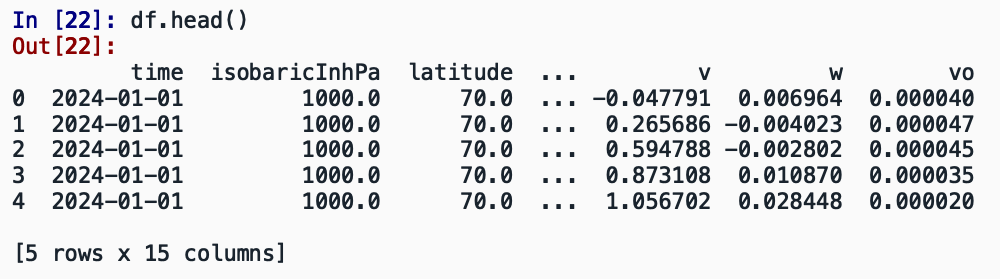 In [22]: df.head()
Out[22]:
         time  isobaricInhPa  latitude  ...         v         w        vo
0  2024-01-01         1000.0      70.0  ... -0.047791  0.006964  0.000040
1  2024-01-01         1000.0      70.0  ...  0.265686 -0.004023  0.000047
2  2024-01-01         1000.0      70.0  ...  0.594788 -0.002802  0.000045
3  2024-01-01         1000.0      70.0  ...  0.873108  0.010870  0.000035
4  2024-01-01         1000.0      70.0  ...  1.056702  0.028448  0.000020
[5 rows x 15 columns]